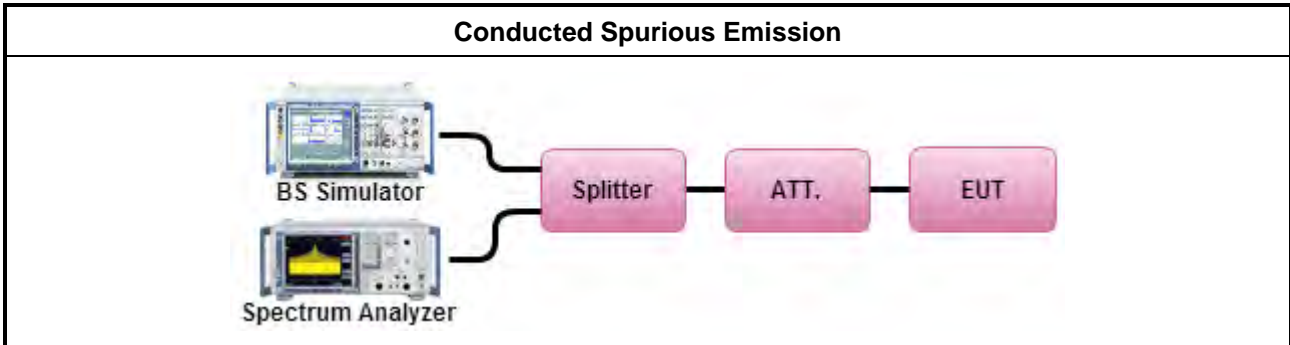 Conducted Spurious Emission
BS Simulator
Splitter
ATT.
EUT
Spectrum Analyzer